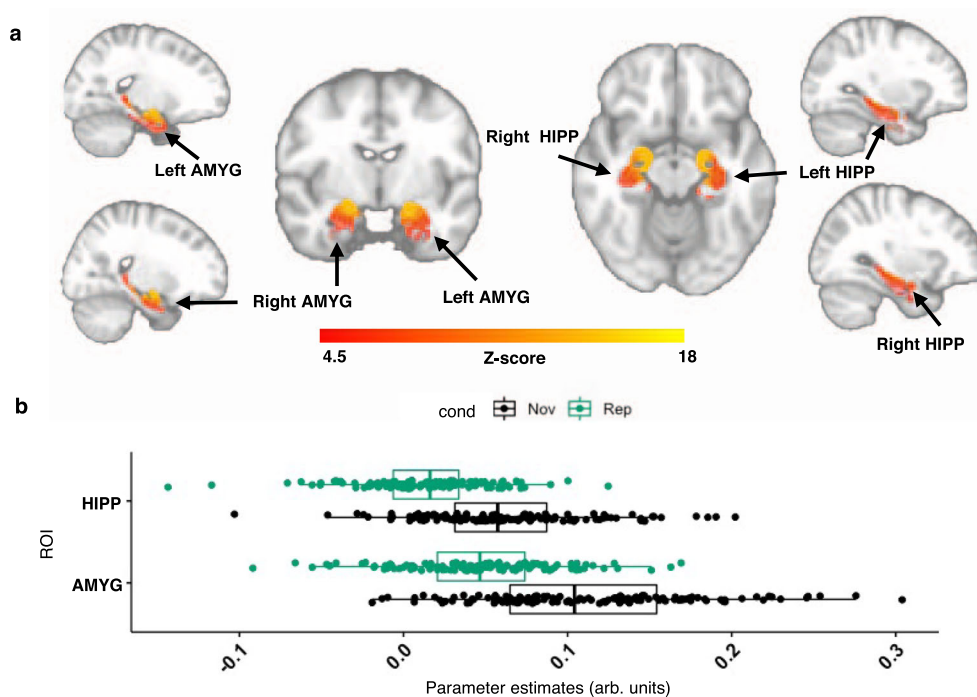 a
Left AMYG
Right HIPP
Left HIPP
Right AMYG
Left AMYG
Right HIPP
4.5
Z-score
18
b
cond Nov Rep
HIPP
ROI
AMYG
-0.1
0.0
0.1
0.2
0.3
Parameter estimates (arb. units)